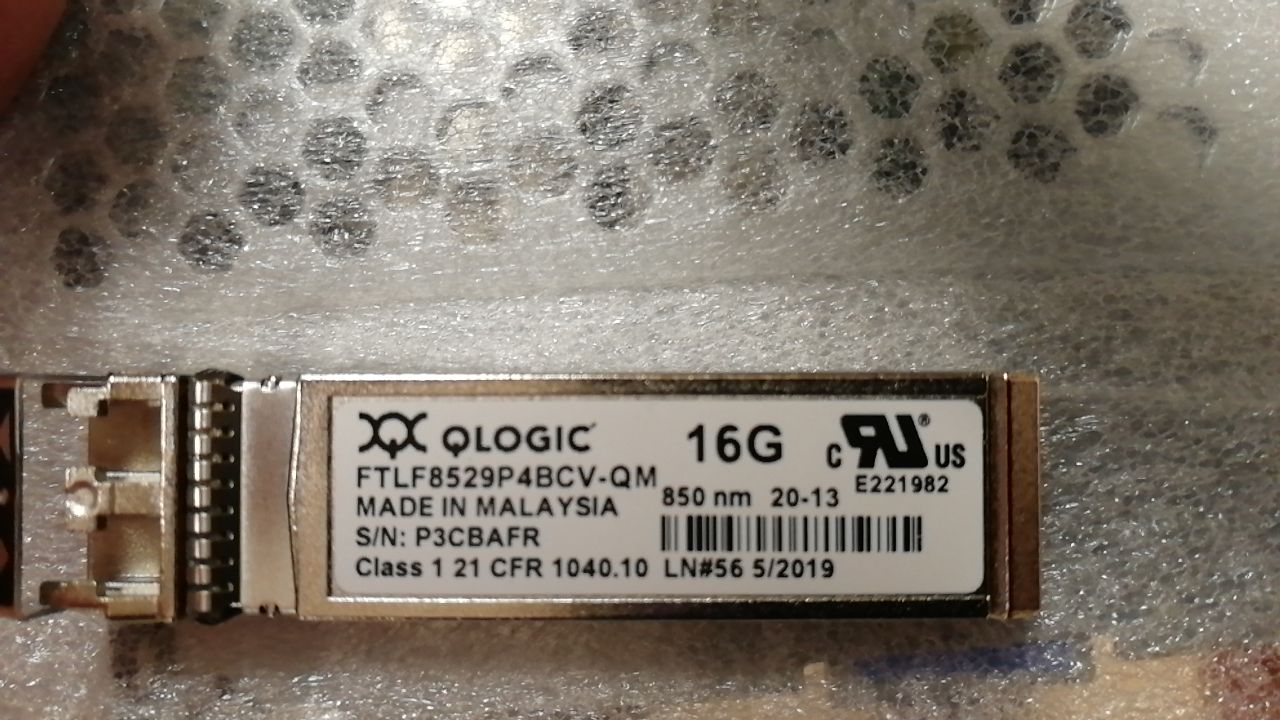 QLOGIC 16G C RU® US
FTLF8529P4BCV-QM
850 nm 20-13 E221982
MADE IN MALAYSIA
S/N: P3CBAFR
Class 1 21 CFR 1040.10 LN#56 5/2019